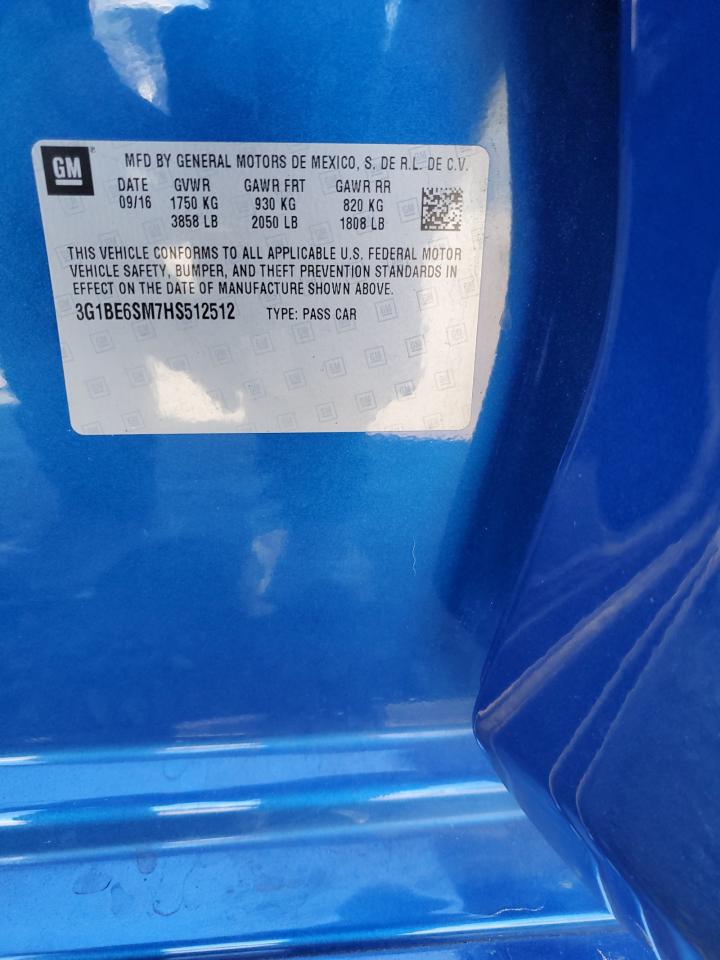 GM
MFD BY GENERAL MOTORS DE MEXICO, S. DE R.L. DE C.V.
DATE GVWR GAWR FRT GAWR RR
09/16 1750 KG 930 KG 820 KG
3858 LB 2050 LB 1808 LB
THIS VEHICLE CONFORMS TO ALL APPLICABLE U.S. FEDERAL MOTOR
VEHICLE SAFETY, BUMPER, AND THEFT PREVENTION STANDARDS IN
EFFECT ON THE DATE OF MANUFACTURE SHOWN ABOVE.
3G1BE6SM7HS512512 TYPE: PASS CAR